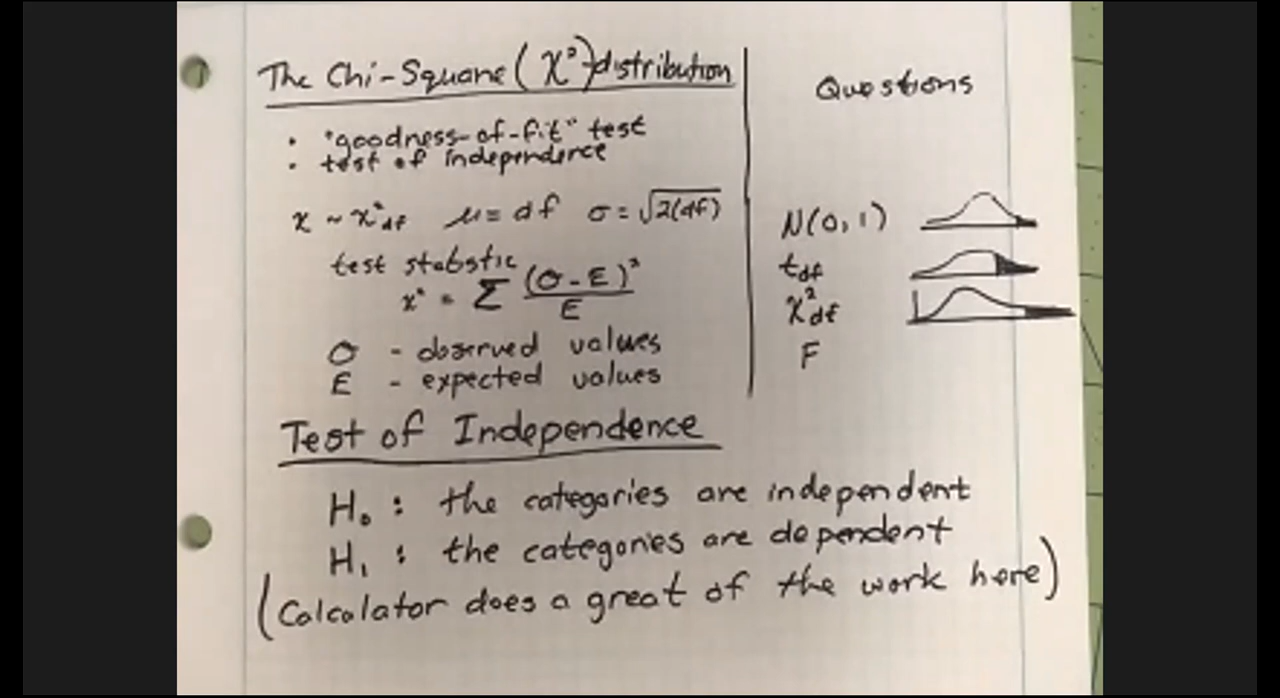 The Chi-Square (χ²) distribution
• "goodness-of-fit" test
• test of independence
χ ~ χ²df μ = df σ = √2(df)
test statistic
χ² = Σ (O - E)² / E
O - observed values
E - expected values
Questions
N(0,1)
tdf
χ²df
F
Test of Independence
H₀ : the categories are independent
H₁ : the categories are dependent
(Calculator does a great of the work here)